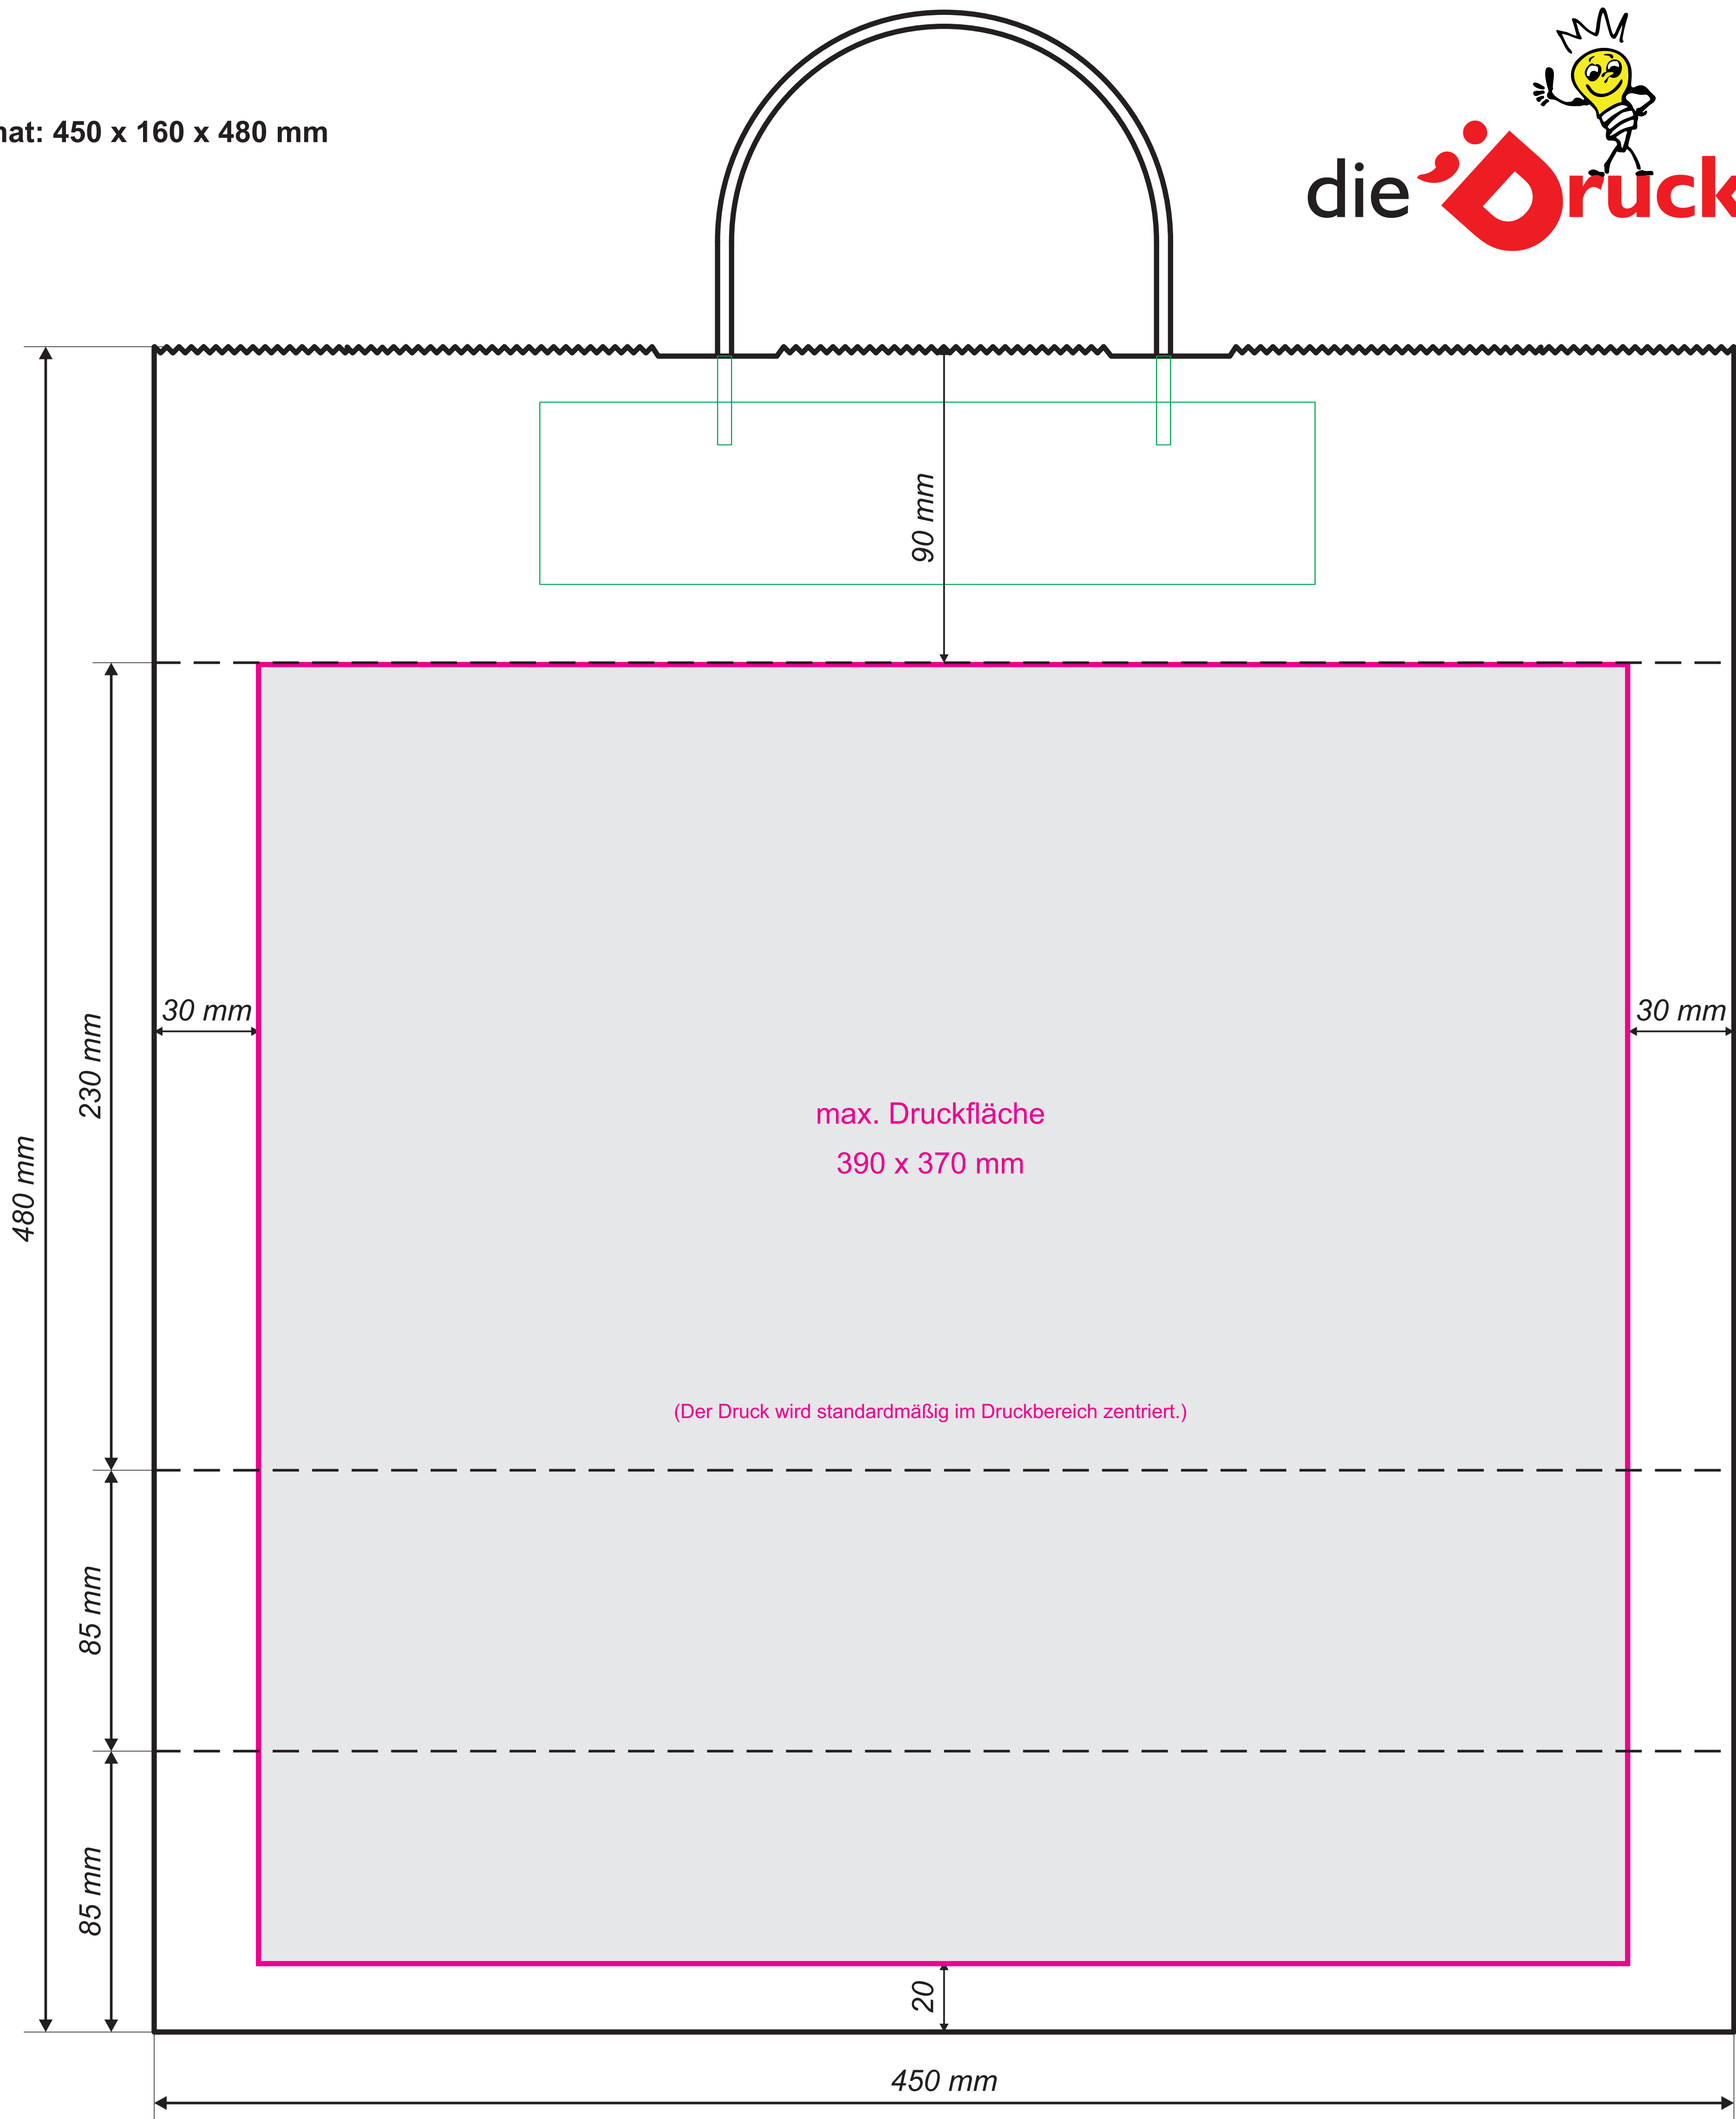 mat: 450 x 160 x 480 mm
die Druck
90 mm
30 mm
30 mm
230 mm
480 mm
max. Druckfläche
390 x 370 mm
(Der Druck wird standardmäßig im Druckbereich zentriert.)
85 mm
85 mm
20
450 mm